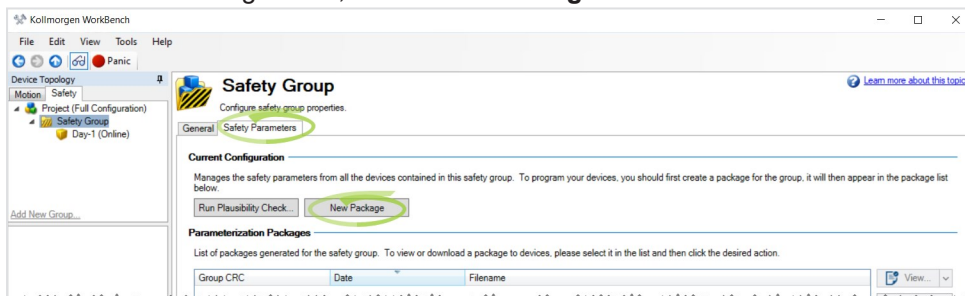 Kollmorgen WorkBench
File Edit View Tools Help
Panic
Device Topology
Motion Safety
Project (Full Configuration)
Safety Group
Day-1 (Online)
Add New Group...
Safety Group
Configure safety group properties.
Learn more about this topic
General Safety Parameters
Current Configuration
Manages the safety parameters from all the devices contained in this safety group. To program your devices, you should first create a package for the group, it will then appear in the package list
below.
Run Plausibility Check... New Package
Parameterization Packages
List of packages generated for the safety group. To view or download a package to devices, please select it in the list and then click the desired action.
Group CRC Date Filename
View...